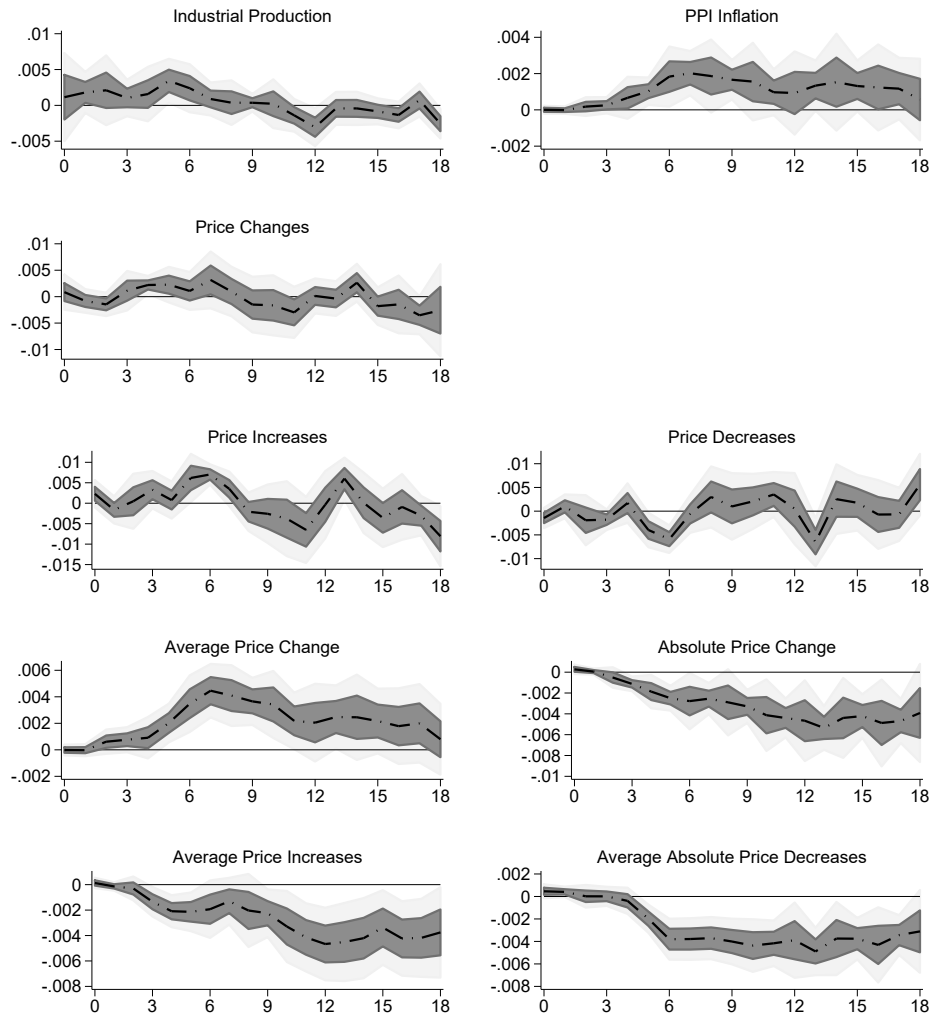 Industrial Production
.01
.005
0
-.005
0 3 6 9 12 15 18
PPI Inflation
.004
.002
0
-.002
0 3 6 9 12 15 18
Price Changes
.01
.005
0
-.005
-.01
0 3 6 9 12 15 18
Price Increases
.01
.005
0
-.005
-.01
-.015
0 3 6 9 12 15 18
Price Decreases
.01
.005
0
-.005
-.01
0 3 6 9 12 15 18
Average Price Change
.006
.004
.002
0
-.002
0 3 6 9 12 15 18
Absolute Price Change
0
-.002
-.004
-.006
-.008
-.01
0 3 6 9 12 15 18
Average Price Increases
0
-.002
-.004
-.006
-.008
0 3 6 9 12 15 18
Average Absolute Price Decreases
.002
0
-.002
-.004
-.006
-.008
0 3 6 9 12 15 18